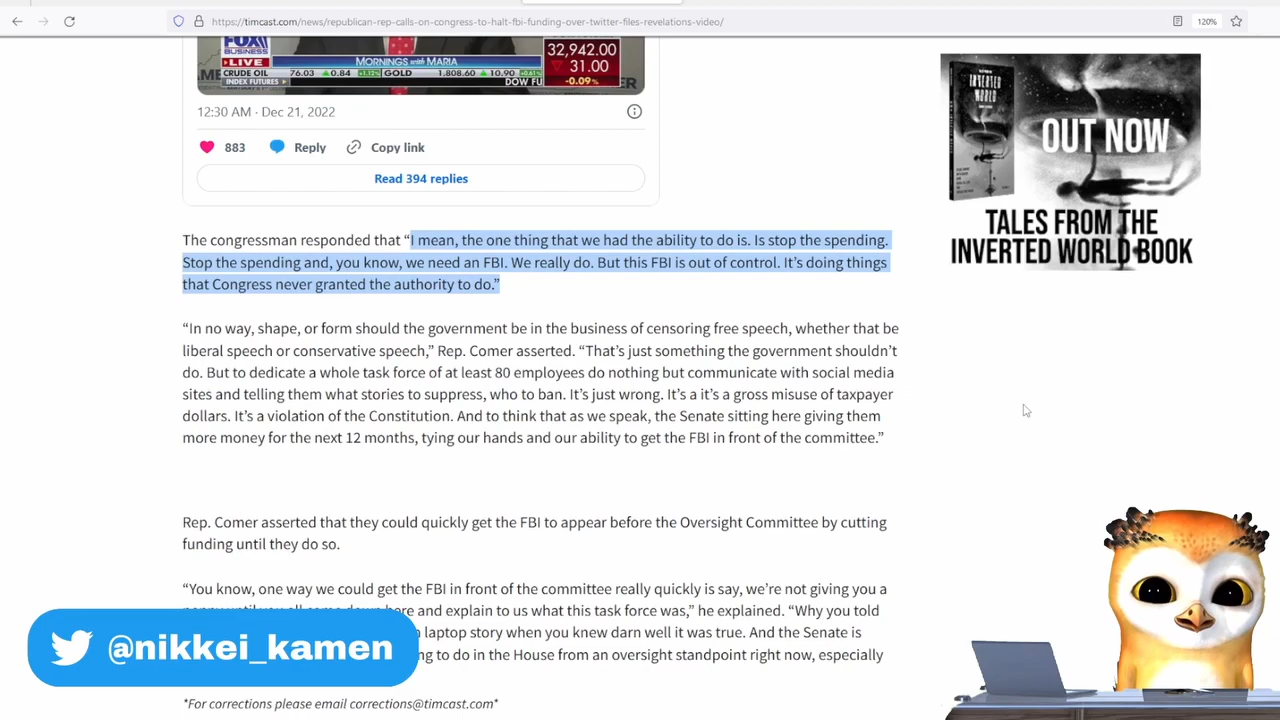 https://timcast.com/news/republican-rep-calls-on-congress-to-halt-fbi-funding-over-twitter-files-revelations-video/
120%
FOX
BUSINESS
LIVE
MORNINGS with MARIA
32,942.00
31.00
-0.09%
CRUDE OIL 76.03 0.84 +1.12% GOLD 1,808.60 10.90 +0.61%
INDEX FUTURES
DOW FU
12:30 AM · Dec 21, 2022
883 Reply Copy link
Read 394 replies
INVERTED
WORLD
OUT NOW
TALES FROM THE
INVERTED WORLD BOOK
The congressman responded that “I mean, the one thing that we had the ability to do is. Is stop the spending.
Stop the spending and, you know, we need an FBI. We really do. But this FBI is out of control. It’s doing things
that Congress never granted the authority to do.”
“In no way, shape, or form should the government be in the business of censoring free speech, whether that be
liberal speech or conservative speech,” Rep. Comer asserted. “That’s just something the government shouldn’t
do. But to dedicate a whole task force of at least 80 employees do nothing but communicate with social media
sites and telling them what stories to suppress, who to ban. It’s just wrong. It’s a it’s a gross misuse of taxpayer
dollars. It’s a violation of the Constitution. And to think that as we speak, the Senate sitting here giving them
more money for the next 12 months, tying our hands and our ability to get the FBI in front of the committee.”
Rep. Comer asserted that they could quickly get the FBI to appear before the Oversight Committee by cutting
funding until they do so.
“You know, one way we could get the FBI in front of the committee really quickly is say, we’re not giving you a
here and explain to us what this task force was,” he explained. “Why you told
laptop story when you knew darn well it was true. And the Senate is
to do in the House from an oversight standpoint right now, especially
@nikkei_kamen
*For corrections please email corrections@timcast.com*